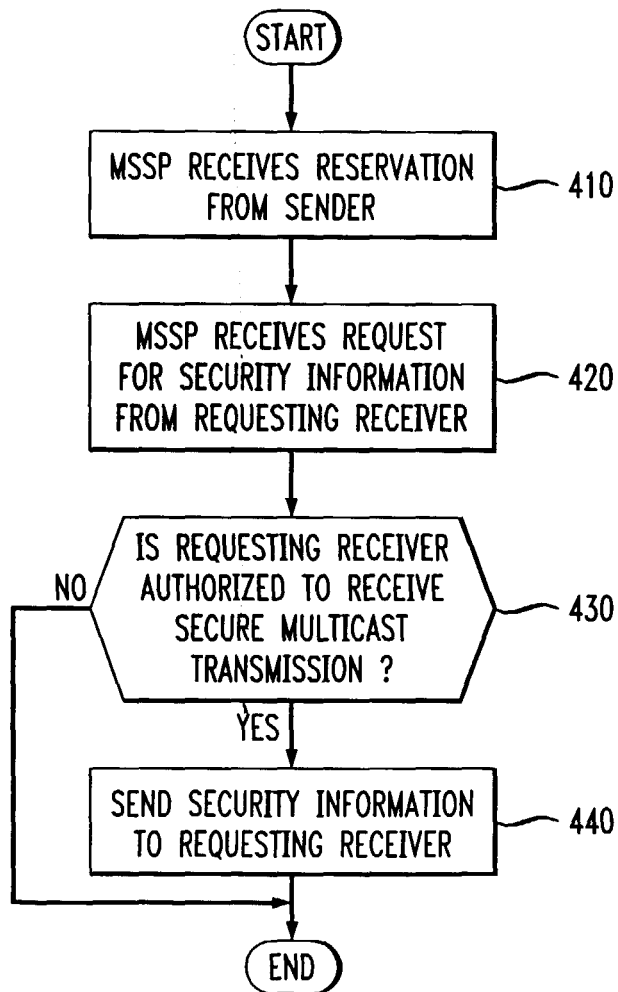 START
MSSP RECEIVES RESERVATION
FROM SENDER
410
MSSP RECEIVES REQUEST
FOR SECURITY INFORMATION
FROM REQUESTING RECEIVER
420
IS REQUESTING RECEIVER
AUTHORIZED TO RECEIVE
SECURE MULTICAST
TRANSMISSION ?
430
NO
YES
SEND SECURITY INFORMATION
TO REQUESTING RECEIVER
440
END